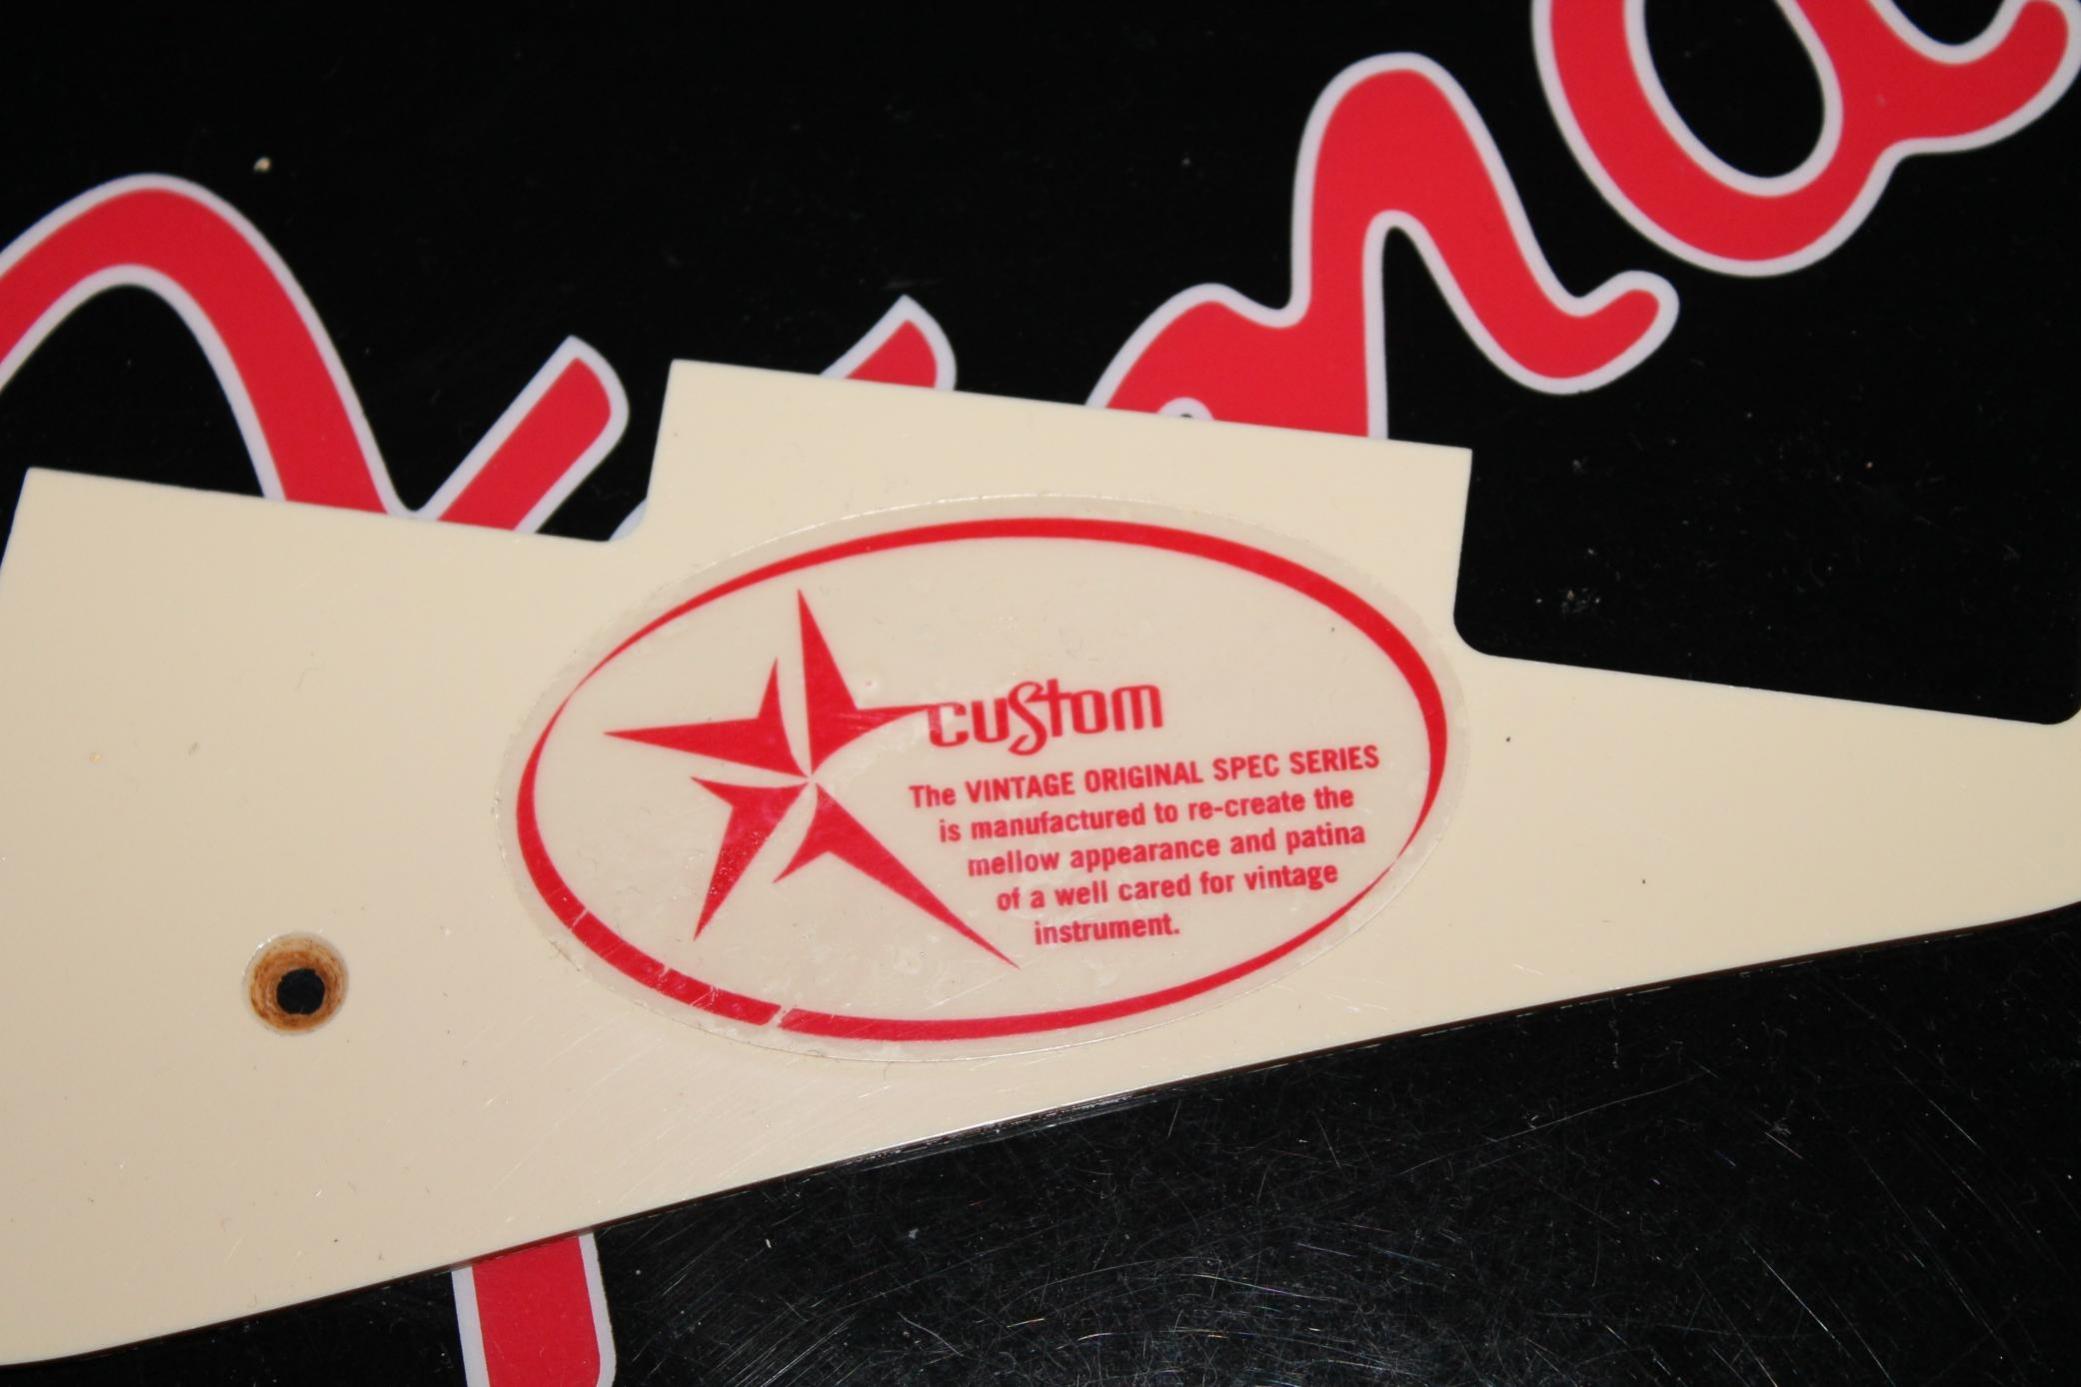 custom
The VINTAGE ORIGINAL SPEC SERIES
is manufactured to re-create the
mellow appearance and patina
of a well cared for vintage
instrument.